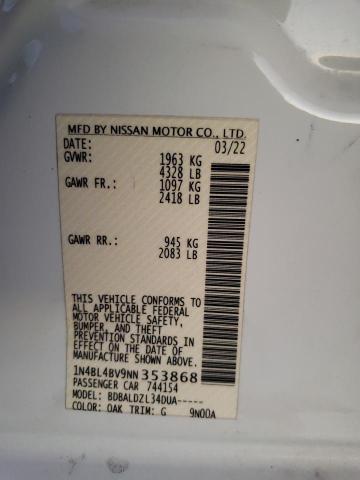 MFD BY NISSAN MOTOR CO., LTD.
DATE: 03/22
GVWR: 1963 KG
4328 LB
GAWR FR.: 1097 KG
2418 LB
GAWR RR.: 945 KG
2083 LB
THIS VEHICLE CONFORMS TO
ALL APPLICABLE FEDERAL
MOTOR VEHICLE SAFETY,
BUMPER, AND THEFT
PREVENTION STANDARDS IN
EFFECT ON THE DATE OF
MANUFACTURE SHOWN ABOVE.
1N4BL4BV9NN353868
PASSENGER CAR 744154
MODEL: BDBALDZL34DUA-----
COLOR: OAK TRIM: G 9N00A